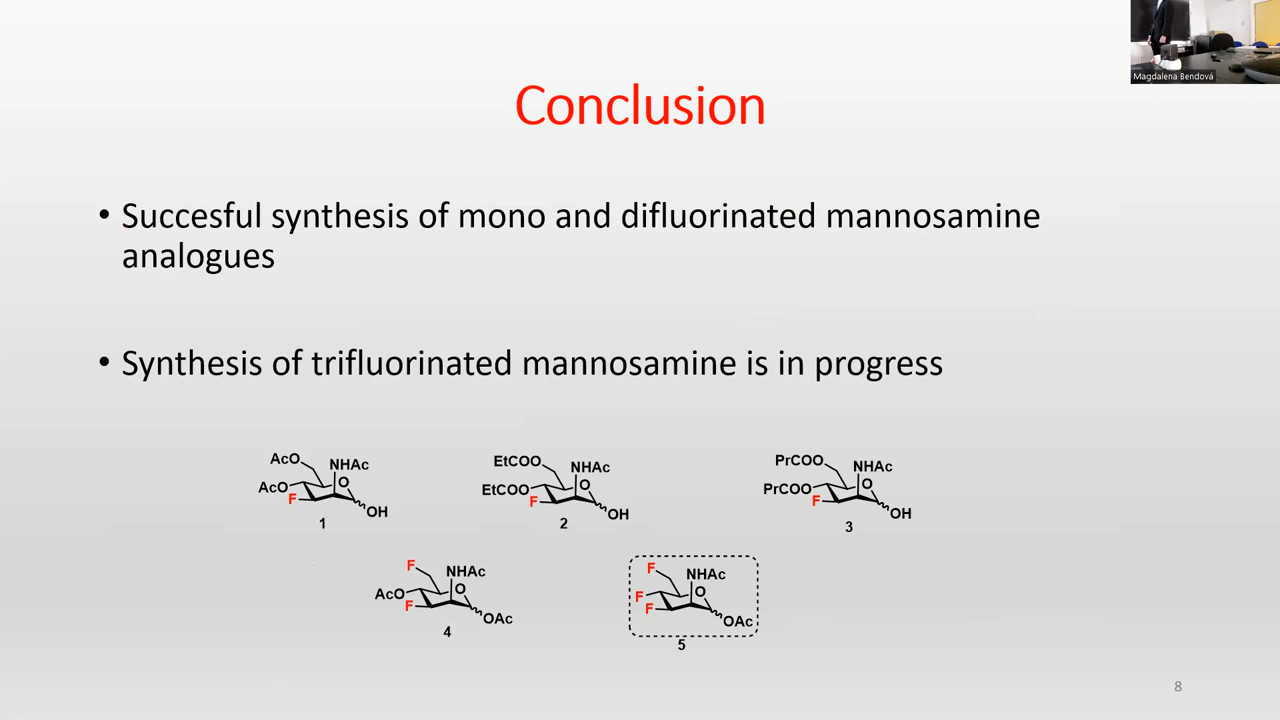 Magdalena Bendová
Conclusion
• Succesful synthesis of mono and difluorinated mannosamine
analogues
• Synthesis of trifluorinated mannosamine is in progress
AcO
NHAc
O
AcO
F
OH
1
EtCOO
NHAc
O
EtCOO
F
OH
2
PrCOO
NHAc
O
PrCOO
F
OH
3
F
NHAc
O
AcO
F
OAc
4
F
NHAc
O
F
F
OAc
5
8